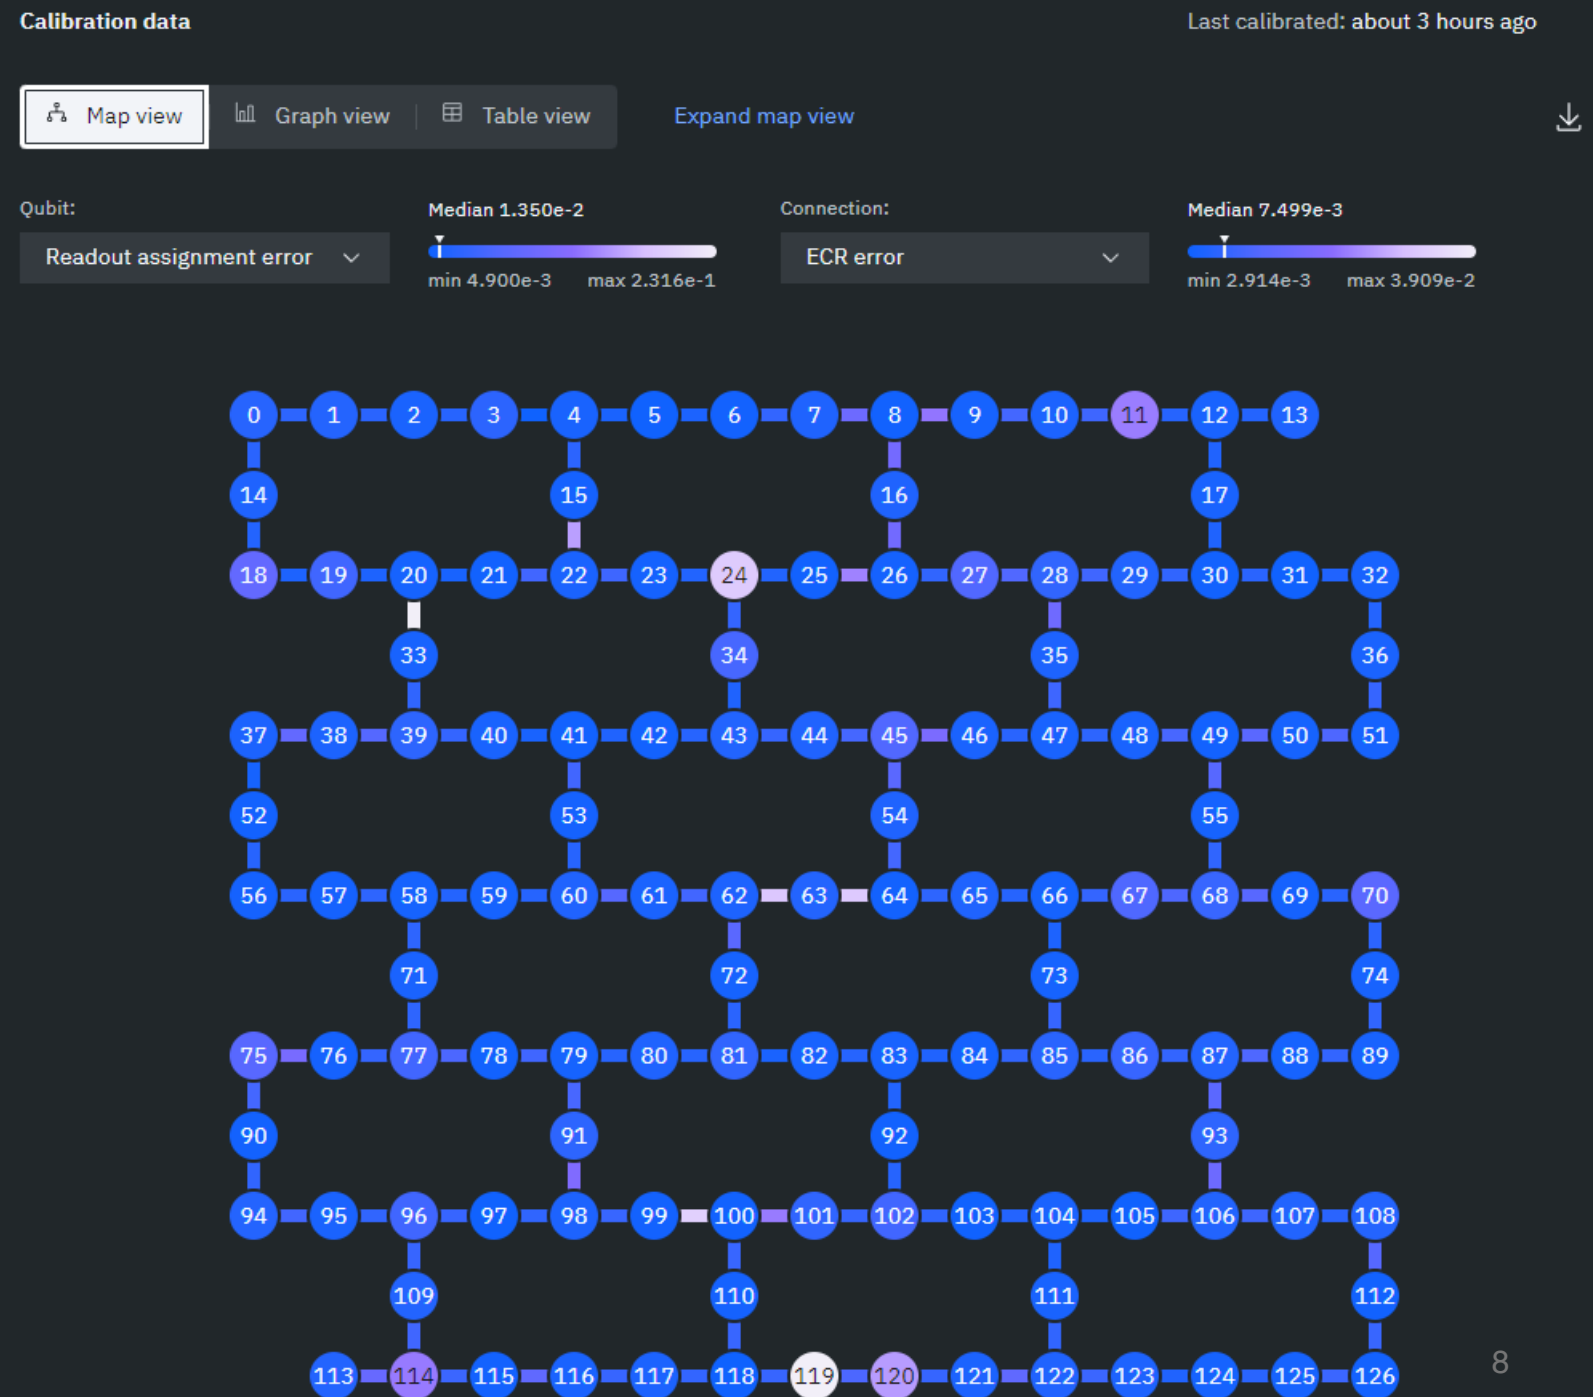 Calibration data Last calibrated: about 3 hours ago
Map view Graph view Table view Expand map view
Qubit: Median 1.350e-2 Connection: Median 7.499e-3
Readout assignment error ECR error
min 4.900e-3 max 2.316e-1 min 2.914e-3 max 3.909e-2
0 1 2 3 4 5 6 7 8 9 10 11 12 13
14 15 16 17
18 19 20 21 22 23 24 25 26 27 28 29 30 31 32
33 34 35 36
37 38 39 40 41 42 43 44 45 46 47 48 49 50 51
52 53 54 55
56 57 58 59 60 61 62 63 64 65 66 67 68 69 70
71 72 73 74
75 76 77 78 79 80 81 82 83 84 85 86 87 88 89
90 91 92 93
94 95 96 97 98 99 100 101 102 103 104 105 106 107 108
109 110 111 112
113 114 115 116 117 118 119 120 121 122 123 124 125 126
8